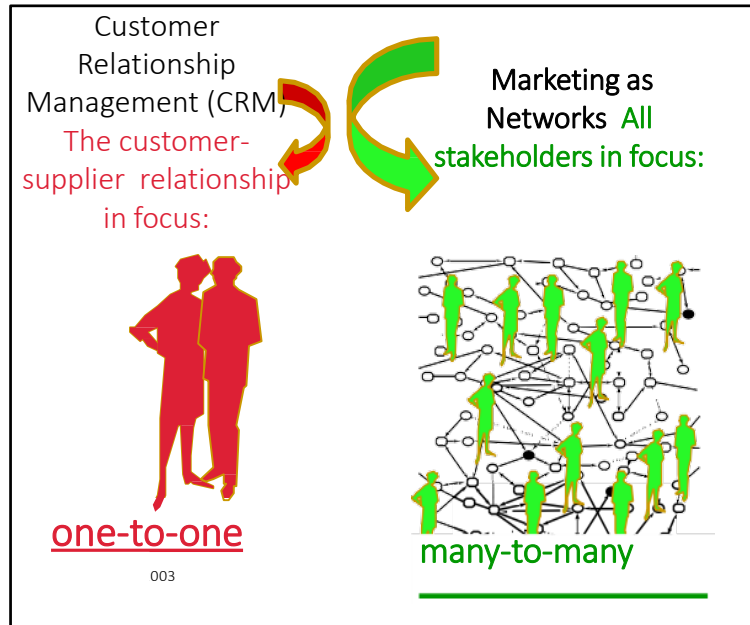 Customer
Relationship
Management (CRM)
The customer-
supplier relationship
in focus:
Marketing as
Networks All
stakeholders in focus:
one-to-one
many-to-many
003